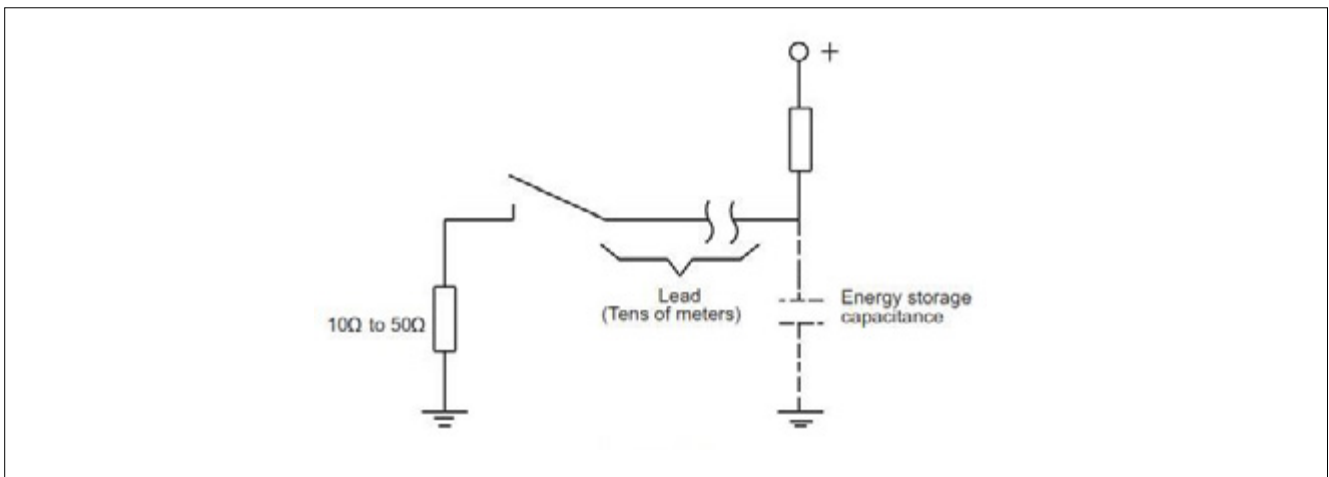 +
10Ω to 50Ω
Lead
(Tens of meters)
Energy storage
capacitance